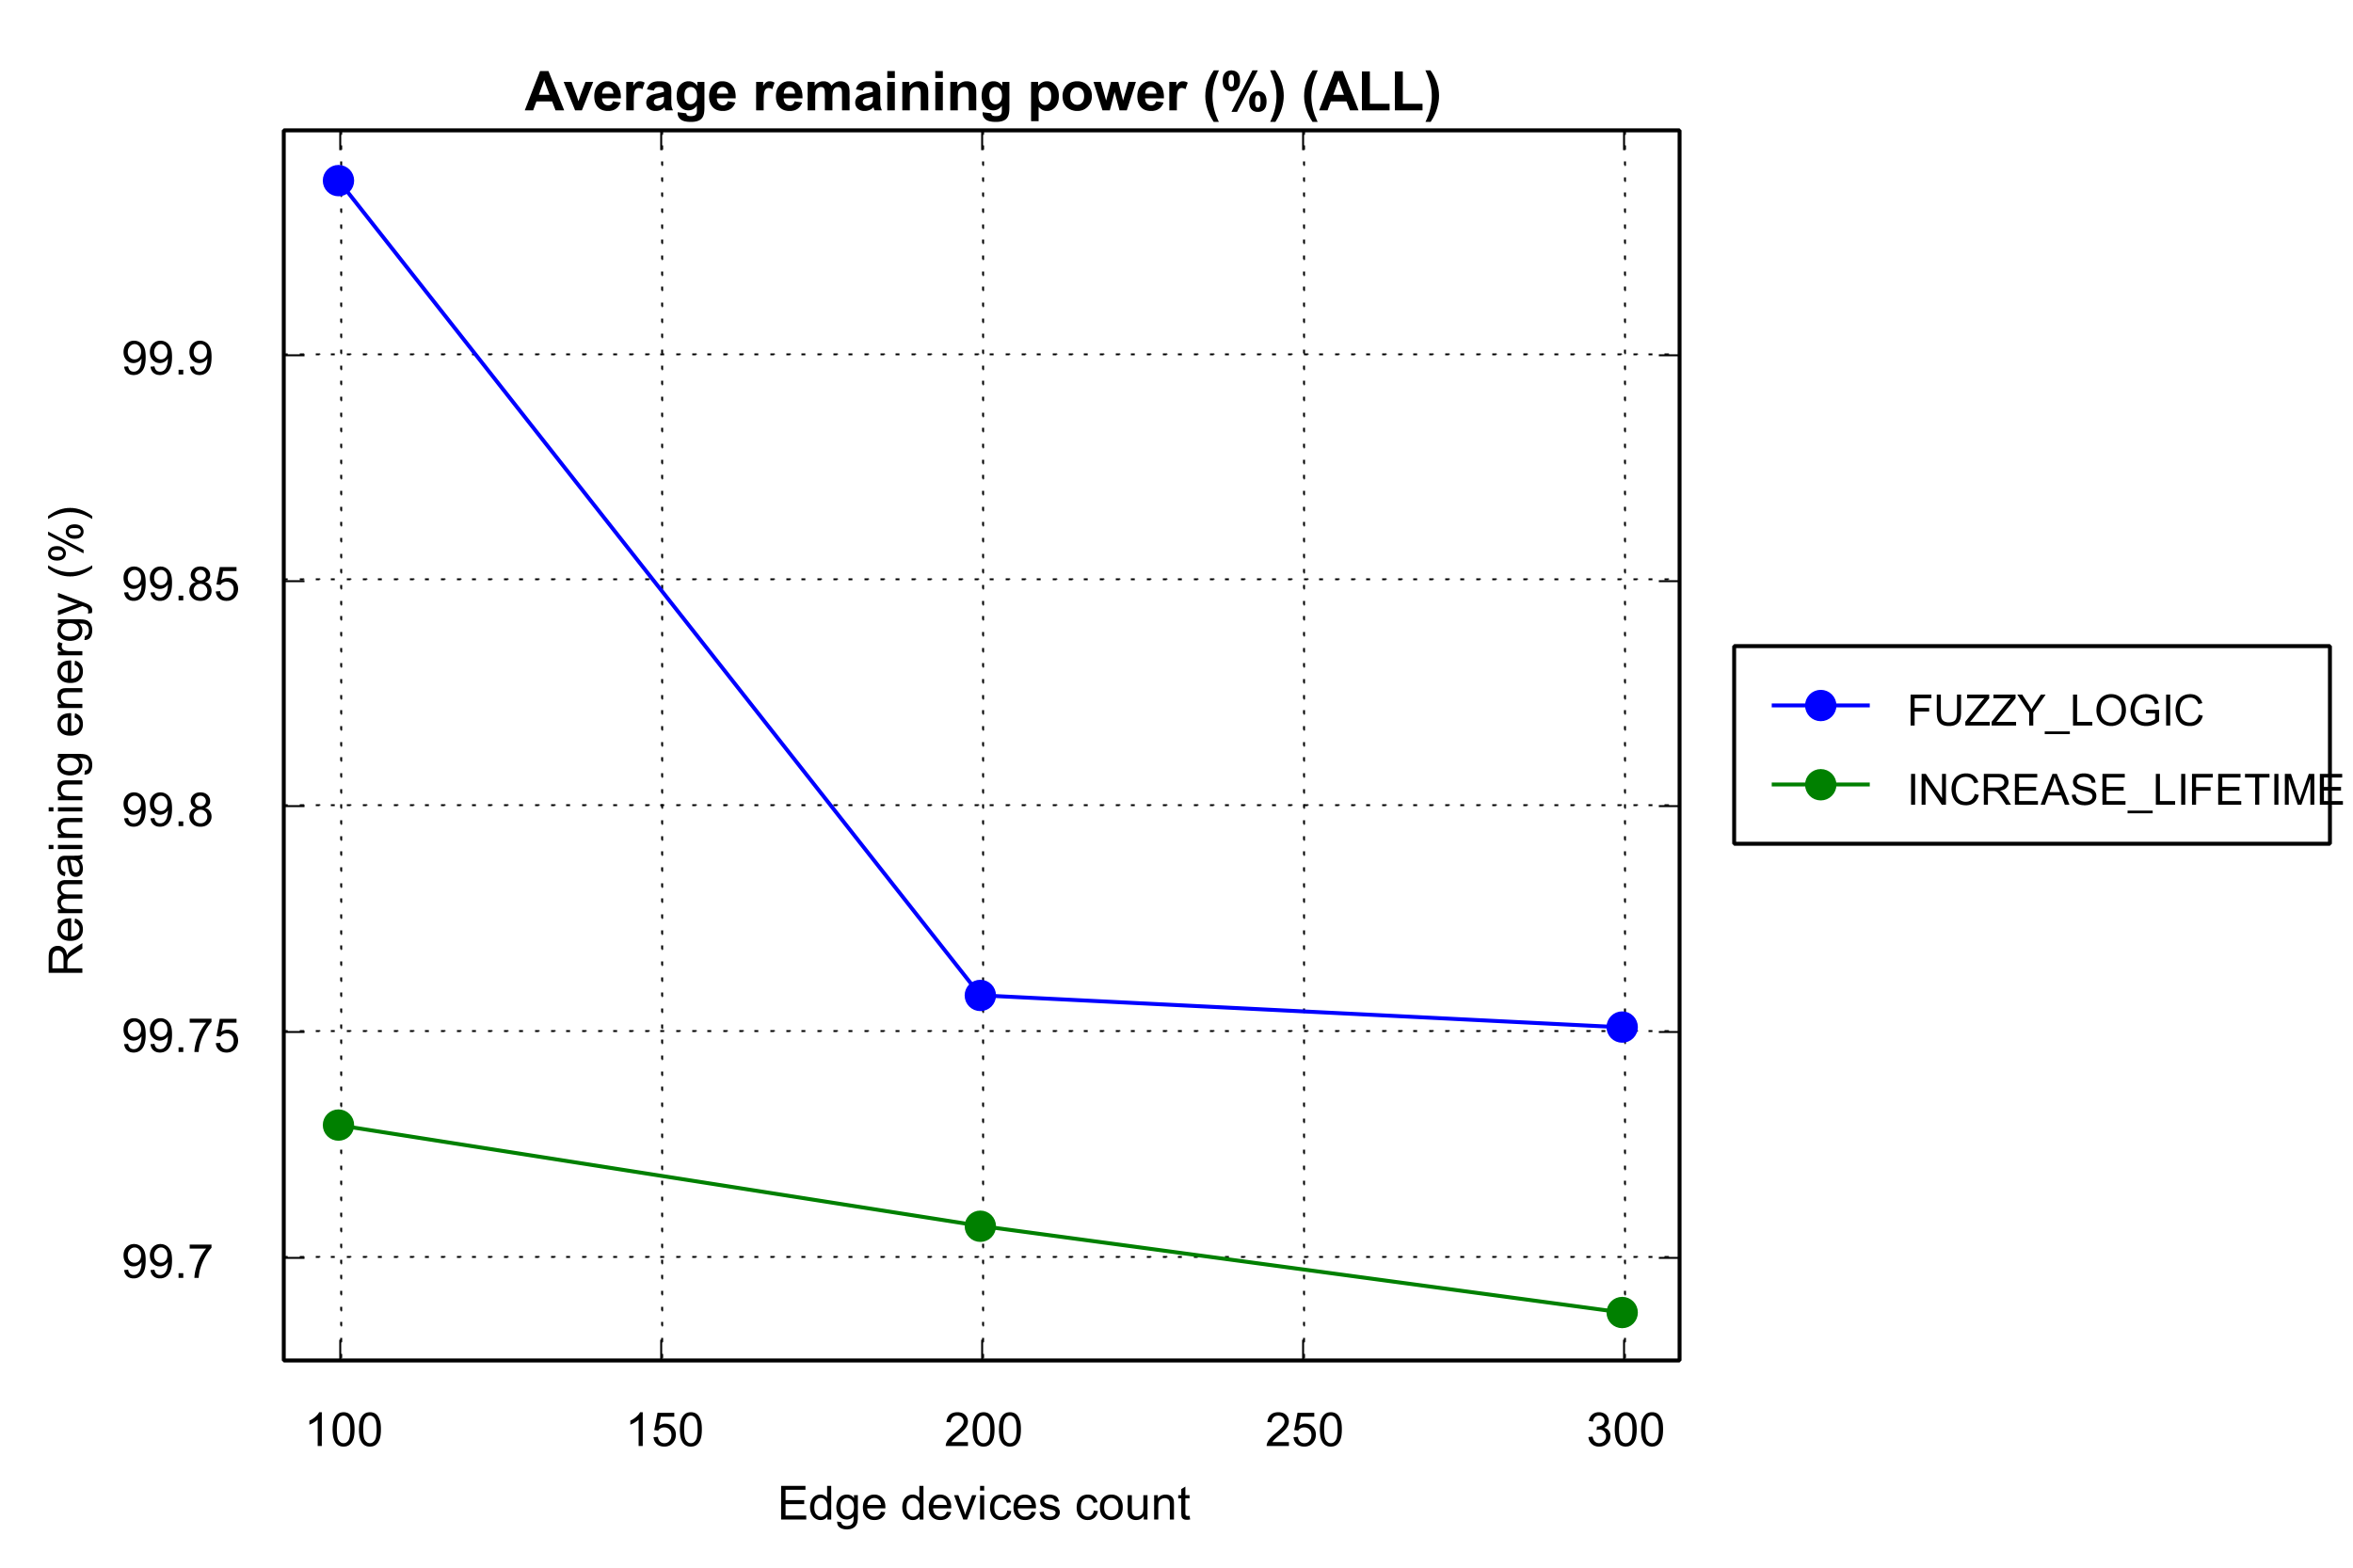 Average remaining power (%) (ALL)
Remaining energy (%)
99.9
99.85
99.8
99.75
99.7
100 150 200 250 300
Edge devices count
FUZZY_LOGIC
INCREASE_LIFETIME